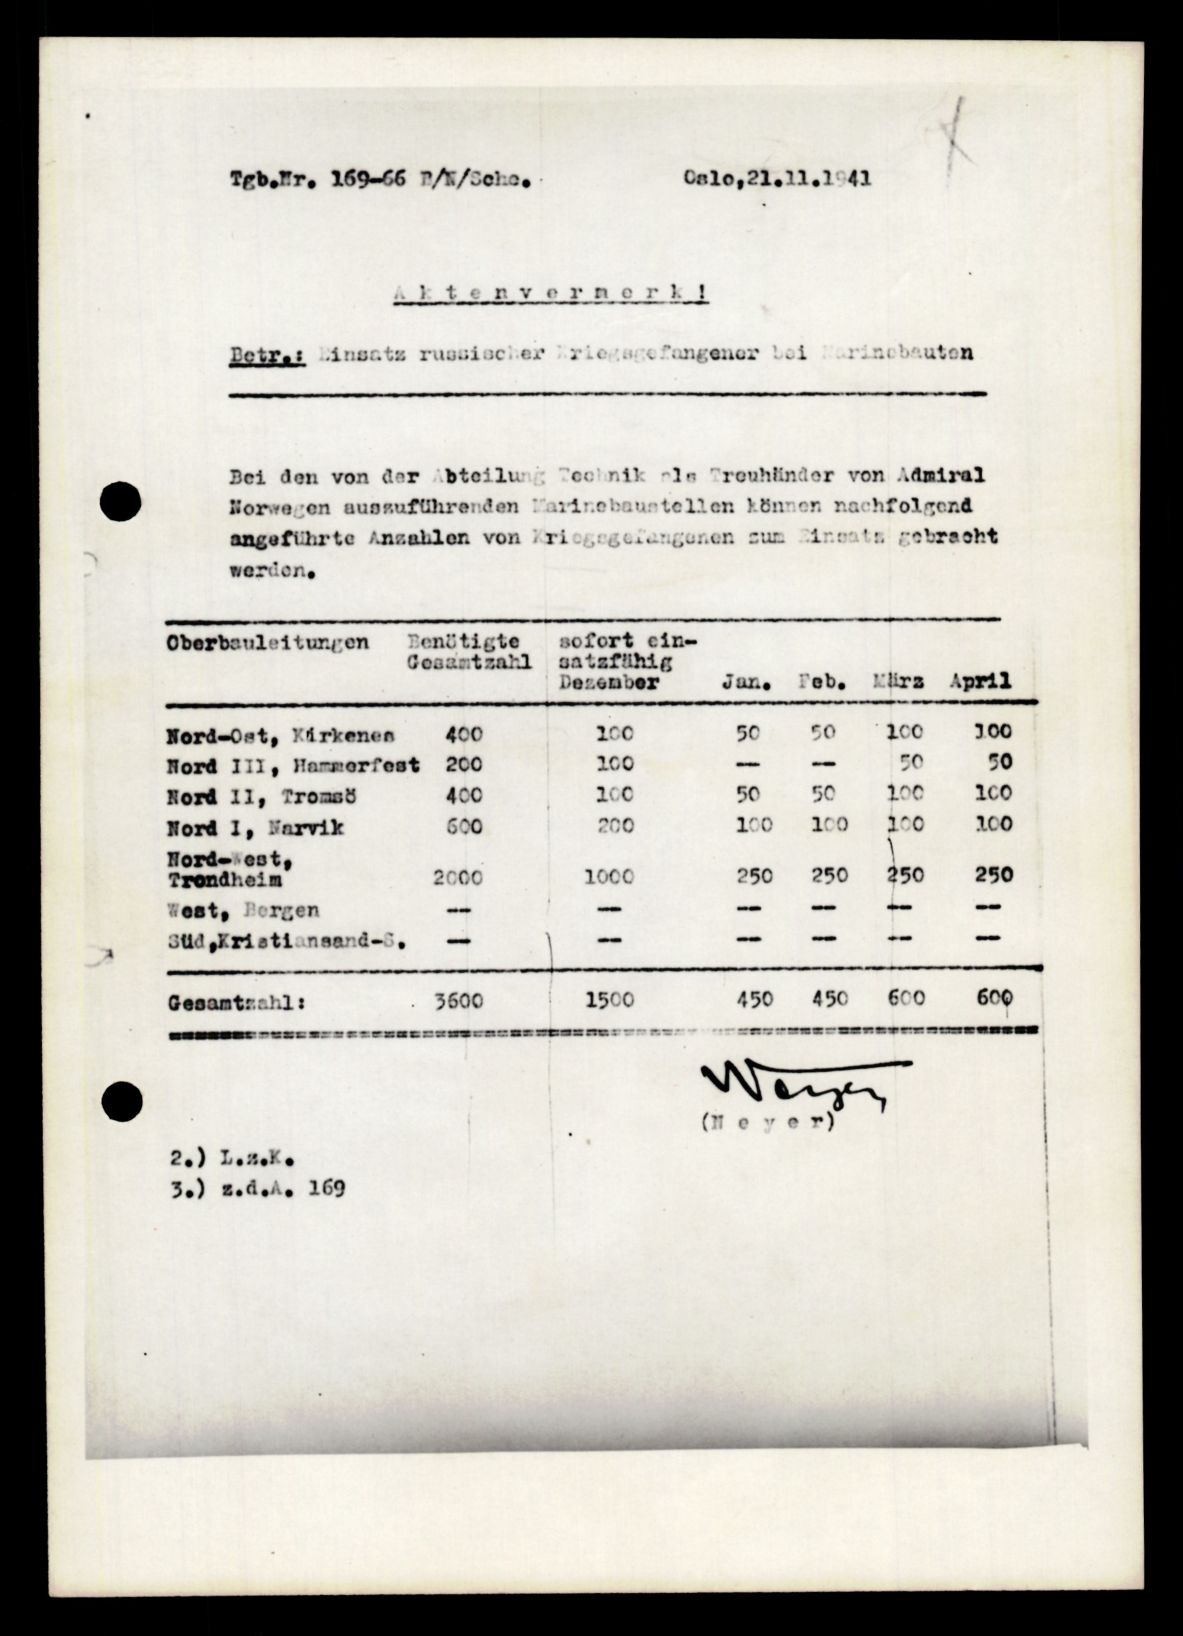 Tgb.Nr. 169-66 B/N/Sche. Oslo,21.11.1941
Aktenvermerk!
Betr.: Einsatz russischer Kriegsgefangener bei Marinebauten
Bei den von der Abteilung Technik als Treuhänder von Admiral
Norwegen auszuführenden Marinebaustellen können nachfolgend
angeführte Anzahlen von Kriegsgefangenen zum Einsatz gebracht
werden.
Oberbauleitungen Benötigte sofort ein-
Gesamtzahl satzfähig
Dezember Jan. Feb. März April
Nord-Ost, Kirkenes 400 100 50 50 100 100
Nord III, Hammerfest 200 100 -- -- 50 50
Nord II, Tromsö 400 100 50 50 100 100
Nord I, Narvik 600 200 100 100 100 100
Nord-West,
Trondheim 2000 1000 250 250 250 250
West, Bergen -- -- -- -- -- --
Süd,Kristiansand-S. -- -- -- -- -- --
Gesamtzahl: 3600 1500 450 450 600 600
2.) L.z.K.
3.) z.d.A. 169